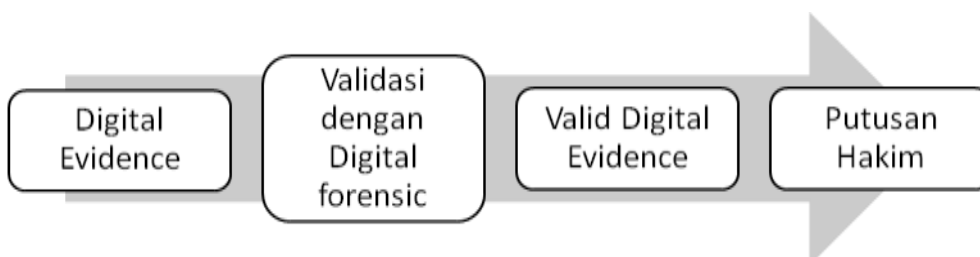 Digital
Evidence
Validasi
dengan
Digital
forensic
Valid Digital
Evidence
Putusan
Hakim